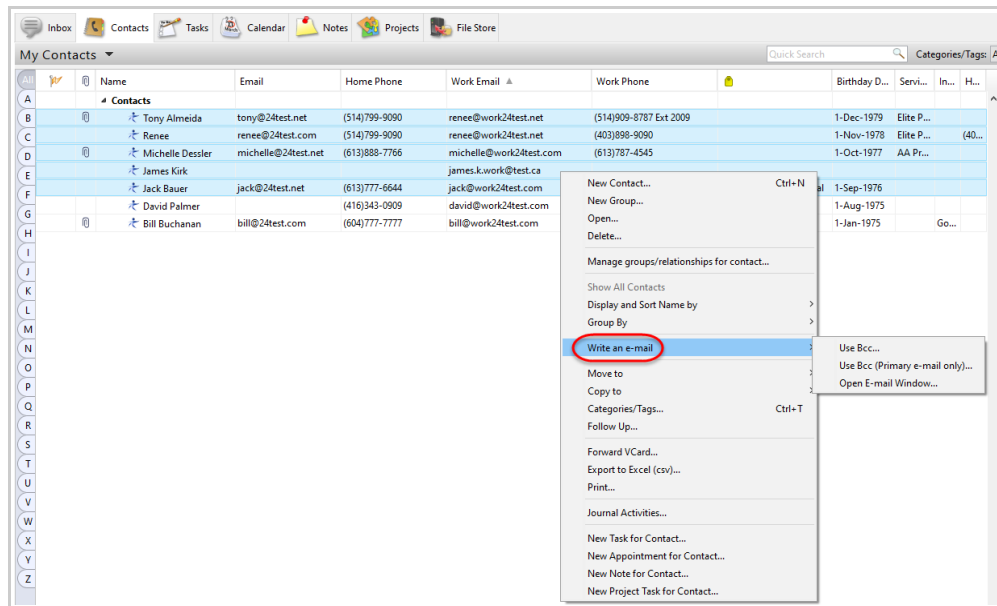 Inbox Contacts Tasks Calendar Notes Projects File Store
My Contacts Quick Search Categories/Tags: A
All Name Email Home Phone Work Email Work Phone Birthday D... Servi... In... H...
A Contacts
B Tony Almeida tony@24test.net (514)799-9090 renee@work24test.net (514)909-8787 Ext 2009 1-Dec-1979 Elite P...
C Renee renee@24test.com (514)799-9090 renee@work24test.net (403)898-9090 1-Nov-1978 Elite P... (40...
D Michelle Dessler michelle@24test.net (613)888-7766 michelle@work24test.com (613)787-4545 1-Oct-1977 AA Pr...
E James Kirk james.k.work@test.ca
F Jack Bauer jack@24test.net (613)777-6644 jack@work24test.com al 1-Sep-1976
David Palmer (416)343-0909 david@work24test.com 1-Aug-1975
G
H Bill Buchanan bill@24test.com (604)777-7777 bill@work24test.com 1-Jan-1975 Go...
I
J
K
L
M
N
O
P
Q
R
S
T
U
V
W
X
Y
Z
New Contact... Ctrl+N
New Group...
Open...
Delete...
Manage groups/relationships for contact...
Show All Contacts
Display and Sort Name by
Group By
Write an e-mail
Move to
Copy to
Categories/Tags... Ctrl+T
Follow Up...
Forward VCard...
Export to Excel (csv)...
Print...
Journal Activities...
New Task for Contact...
New Appointment for Contact...
New Note for Contact...
New Project Task for Contact...
Use Bcc...
Use Bcc (Primary e-mail only)...
Open E-mail Window...